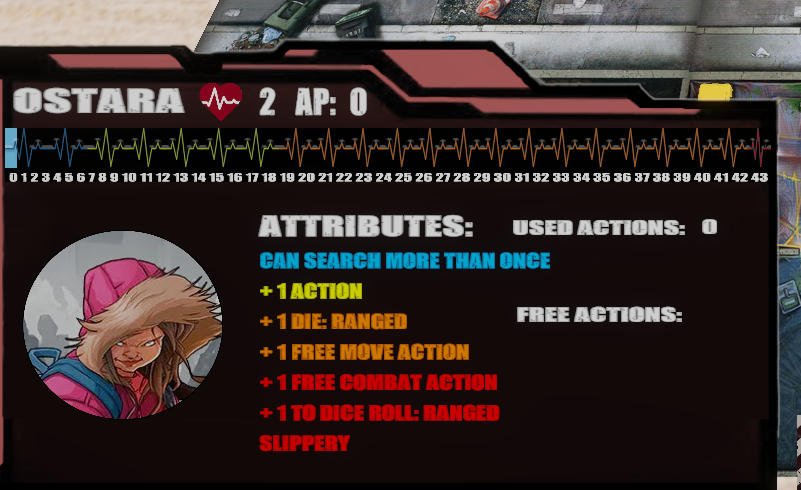 OSTARA 2 AP: 0
0 1 2 3 4 5 6 7 8 9 10 11 12 13 14 15 16 17 18 19 20 21 22 23 24 25 26 27 28 29 30 31 32 33 34 35 36 37 38 39 40 41 42 43
ATTRIBUTES: USED ACTIONS: 0
CAN SEARCH MORE THAN ONCE
+ 1 ACTION
+ 1 DIE: RANGED
FREE ACTIONS:
+ 1 FREE MOVE ACTION
+ 1 FREE COMBAT ACTION
+ 1 TO DICE ROLL: RANGED
SLIPPERY